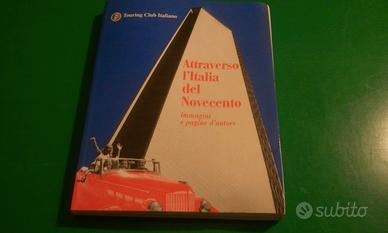 Touring Club Italiano
Attraverso
l'Italia
del
Novecento
immagini
e pagine d'autore
subito